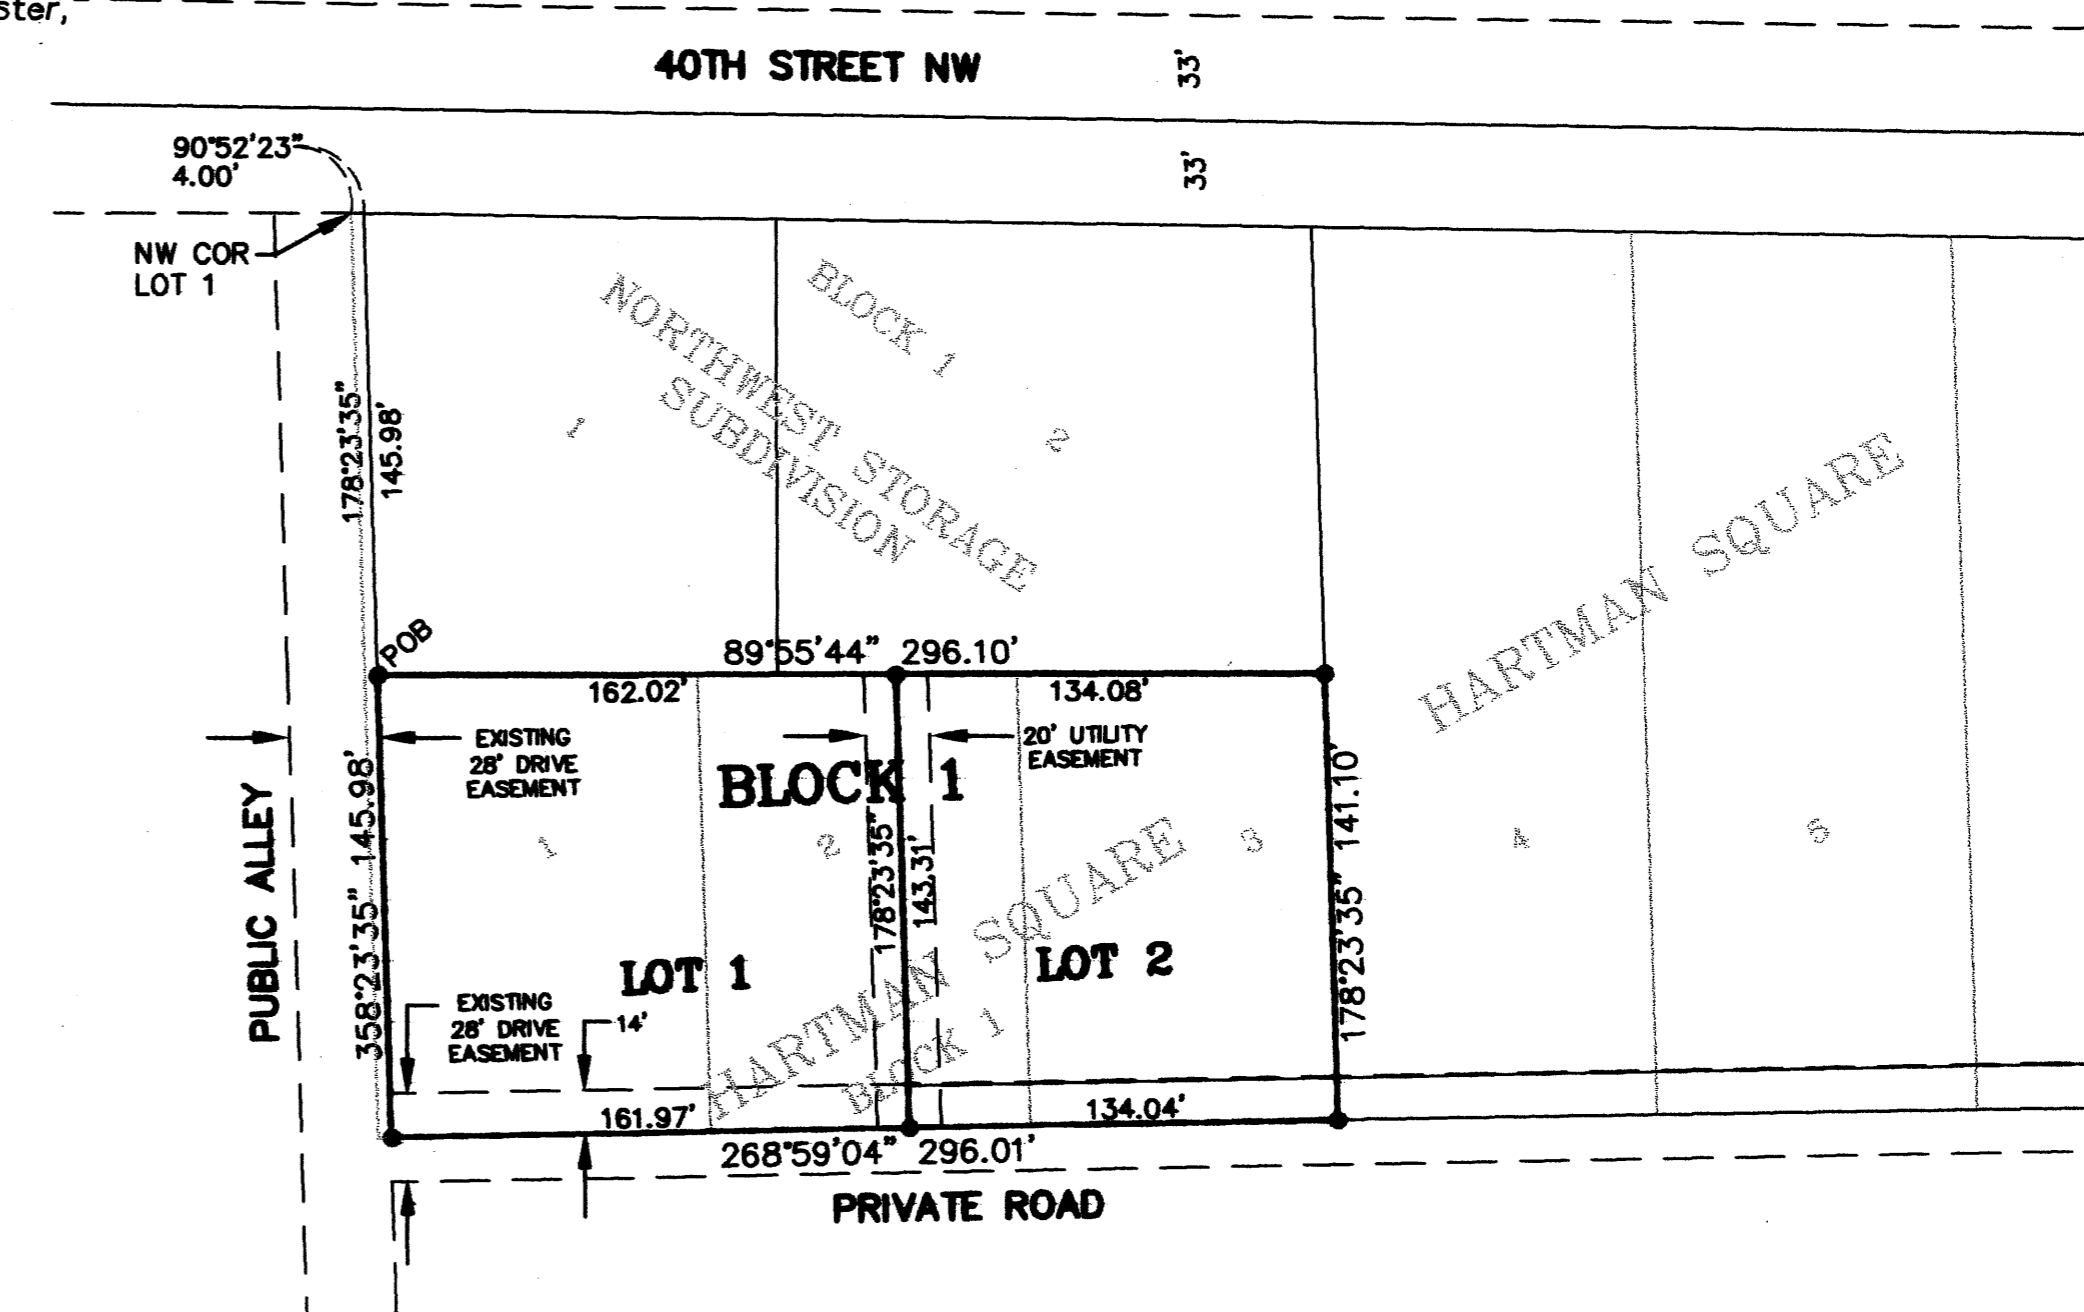 ster,
40TH STREET NW
33'
33'
90°52'23"
4.00'
NW COR
LOT 1
178°23'35"
145.98'
BLOCK 1
NORTHWEST STORAGE
SUBDIVISION
1
2
HARTMAN SQUARE
POB
89°55'44" 296.10'
162.02'
134.08'
EXISTING
28' DRIVE
EASEMENT
20' UTILITY
EASEMENT
BLOCK 1
PUBLIC ALLEY
358°23'35" 145.98'
1
2
3
4
5
178°23'35"
143.31'
178°23'35" 141.10'
LOT 1
LOT 2
HARTMAN SQUARE
BLOCK 1
EXISTING
28' DRIVE
EASEMENT
14'
161.97'
134.04'
268°59'04" 296.01'
PRIVATE ROAD